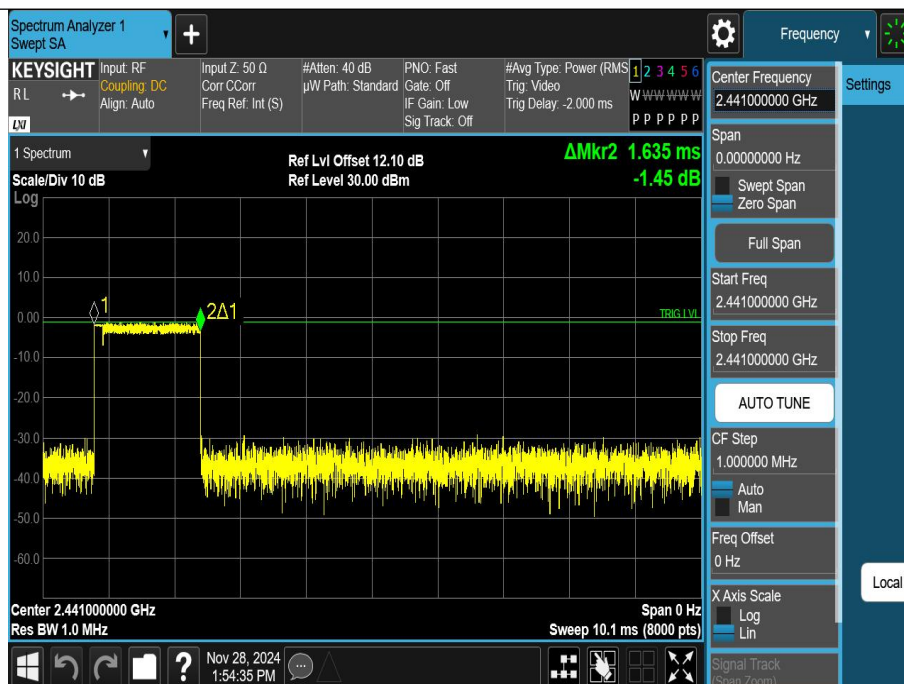 Spectrum Analyzer 1
Swept SA
Frequency
KEYSIGHT
RL
LXI
Input: RF
Coupling: DC
Align: Auto
Input Z: 50 Ω
Corr CCorr
Freq Ref: Int (S)
#Atten: 40 dB
µW Path: Standard
PNO: Fast
Gate: Off
IF Gain: Low
Sig Track: Off
#Avg Type: Power (RMS
Trig: Video
Trig Delay: -2.000 ms
1 2 3 4 5 6
W W W W W W
P P P P P P
1 Spectrum
Scale/Div 10 dB
Log
Ref Lvl Offset 12.10 dB
Ref Level 30.00 dBm
ΔMkr2 1.635 ms
-1.45 dB
20.0
10.0
0.00
-10.0
-20.0
-30.0
-40.0
-50.0
-60.0
1
2Δ1
TRIG LVL
Center 2.441000000 GHz
Res BW 1.0 MHz
Span 0 Hz
Sweep 10.1 ms (8000 pts)
Center Frequency
2.441000000 GHz
Span
0.00000000 Hz
Swept Span
Zero Span
Full Span
Start Freq
2.441000000 GHz
Stop Freq
2.441000000 GHz
AUTO TUNE
CF Step
1.000000 MHz
Auto
Man
Freq Offset
0 Hz
X Axis Scale
Log
Lin
Signal Track
(Span Zoom)
Settings
Local
?
Nov 28, 2024
1:54:35 PM